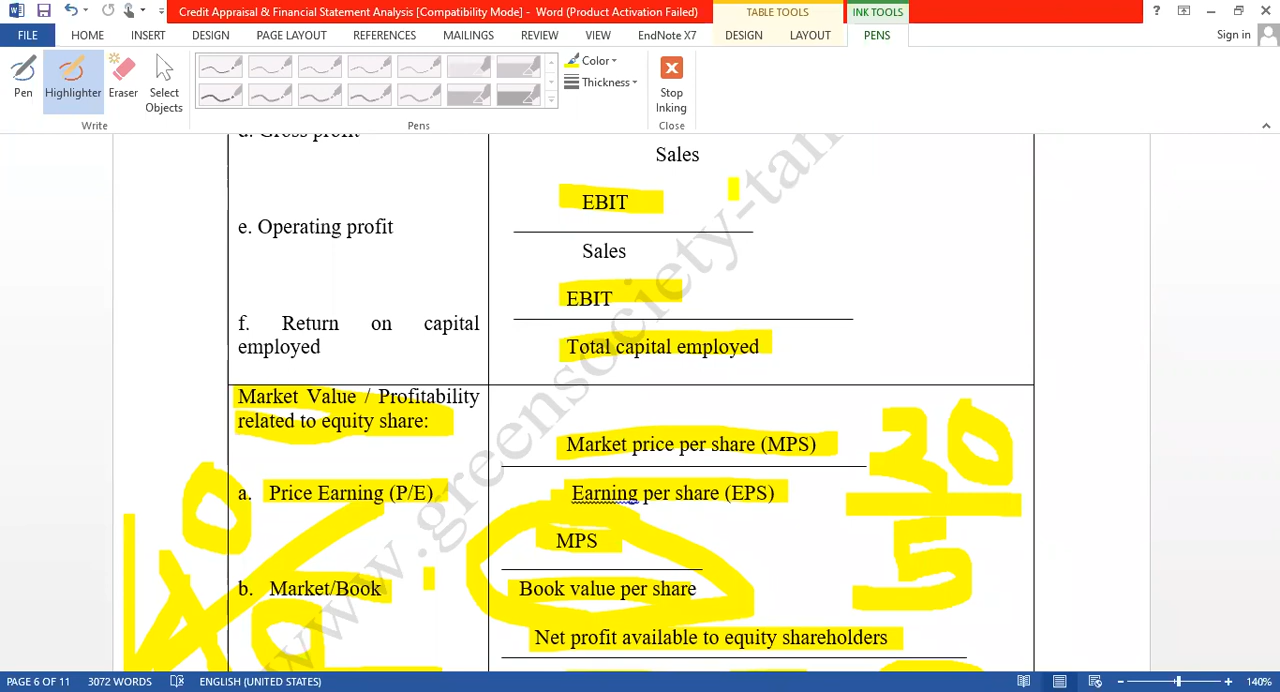 Credit Appraisal & Financial Statement Analysis [Compatibility Mode] - Word (Product Activation Failed)
TABLE TOOLS
INK TOOLS
FILE HOME INSERT DESIGN PAGE LAYOUT REFERENCES MAILINGS REVIEW VIEW EndNote X7 DESIGN LAYOUT PENS
Sign in
Pen
Highlighter
Eraser
Select Objects
Color
Thickness
Stop Inking
Write
Pens
Close
d. Gross profit
Sales
EBIT
e. Operating profit
Sales
EBIT
f. Return on capital
employed
Total capital employed
Market Value / Profitability
related to equity share:
Market price per share (MPS)
a. Price Earning (P/E)
Earning per share (EPS)
MPS
b. Market/Book
Book value per share
Net profit available to equity shareholders
5
www.greensociety-tan
PAGE 6 OF 11 3072 WORDS ENGLISH (UNITED STATES) 140%